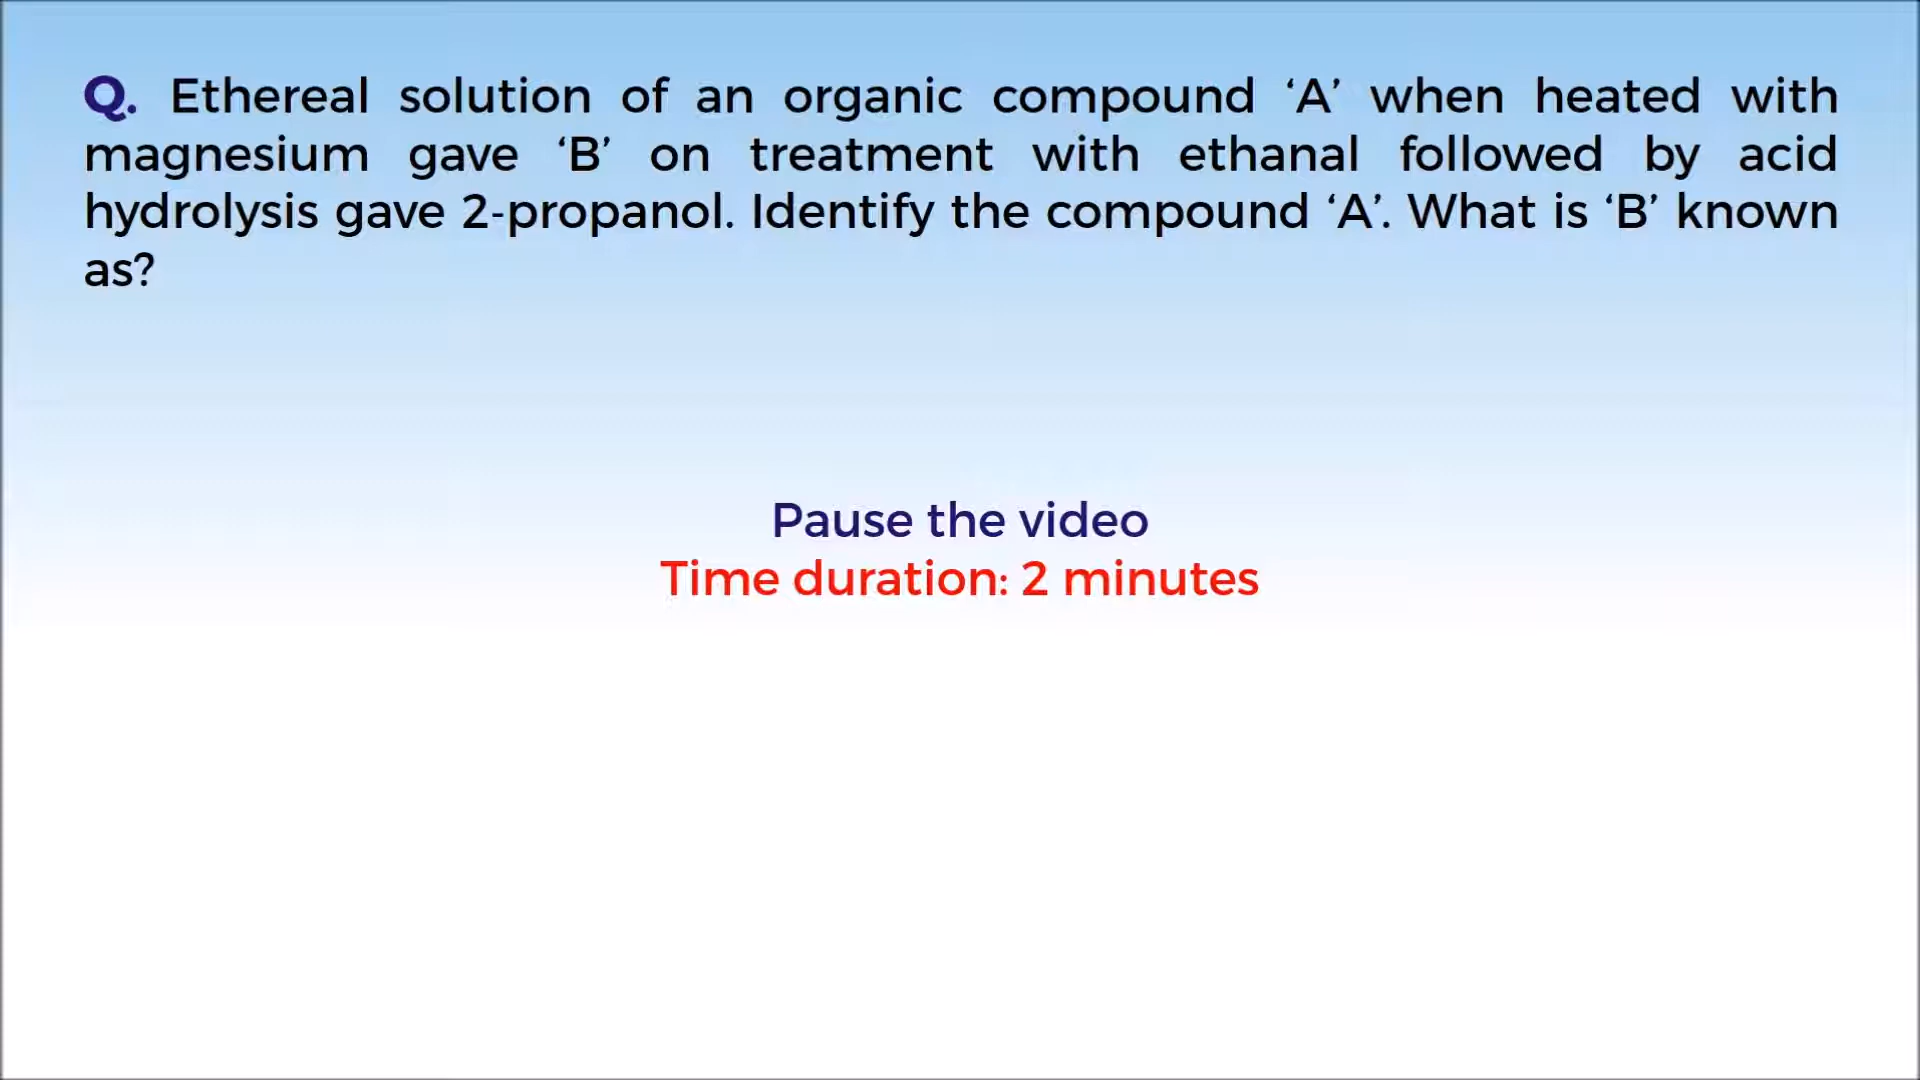 Q. Ethereal solution of an organic compound ‘A’ when heated with
magnesium gave ‘B’ on treatment with ethanal followed by acid
hydrolysis gave 2-propanol. Identify the compound ‘A’. What is ‘B’ known
as?
Pause the video
Time duration: 2 minutes